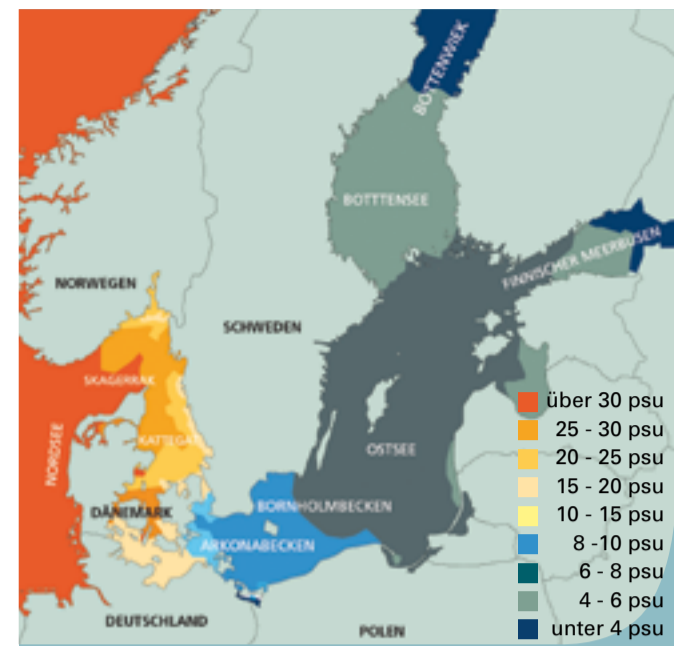 BOTTENWIEK
BOTTTENSEE
FINNISCHER MEERBUSEN
NORWEGEN
SCHWEDEN
SKAGERRAK
NORDSEE
KATTEGAT
OSTSEE
DÄNEMARK
BORNHOLMBECKEN
ARKONABECKEN
DEUTSCHLAND
POLEN
über 30 psu
25 - 30 psu
20 - 25 psu
15 - 20 psu
10 - 15 psu
8 -10 psu
6 - 8 psu
4 - 6 psu
unter 4 psu